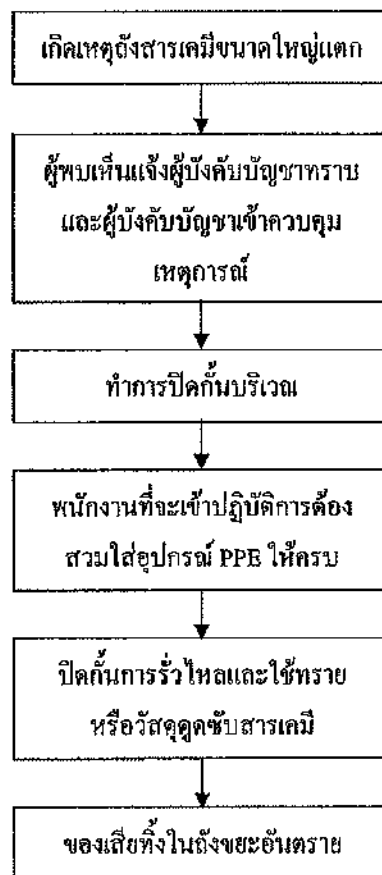 เกิดเหตุถังสารเคมีขนาดใหญ่แตก
ผู้พบเห็นแจ้งผู้บังคับบัญชาทราบ
และผู้บังคับบัญชาเข้าควบคุม
เหตุการณ์
ทำการปิดกั้นบริเวณ
พนักงานที่จะเข้าปฏิบัติการต้อง
สวมใส่อุปกรณ์ PPE ให้ครบ
ปิดกั้นการรั่วไหลและใช้ทราย
หรือวัสดุดูดซับสารเคมี
ของเสียทิ้งในถังขยะอันตราย